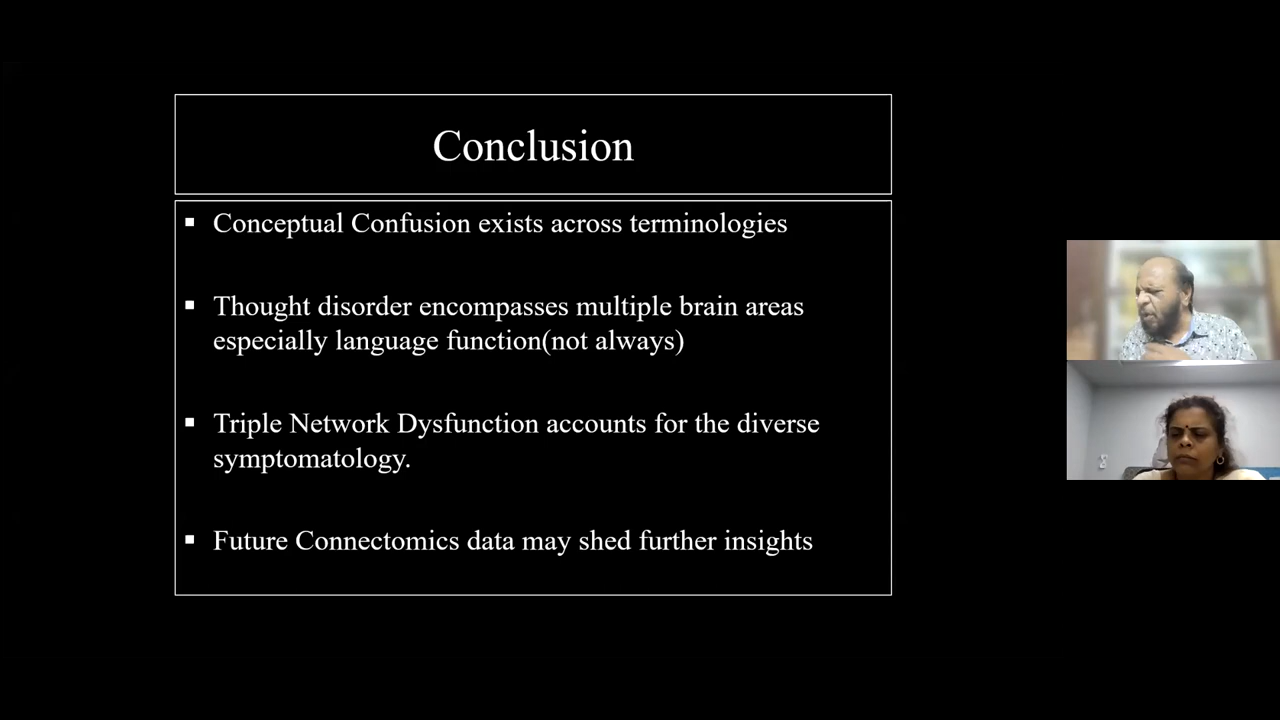 Conclusion
▪ Conceptual Confusion exists across terminologies
▪ Thought disorder encompasses multiple brain areas
especially language function(not always)
▪ Triple Network Dysfunction accounts for the diverse
symptomatology.
▪ Future Connectomics data may shed further insights